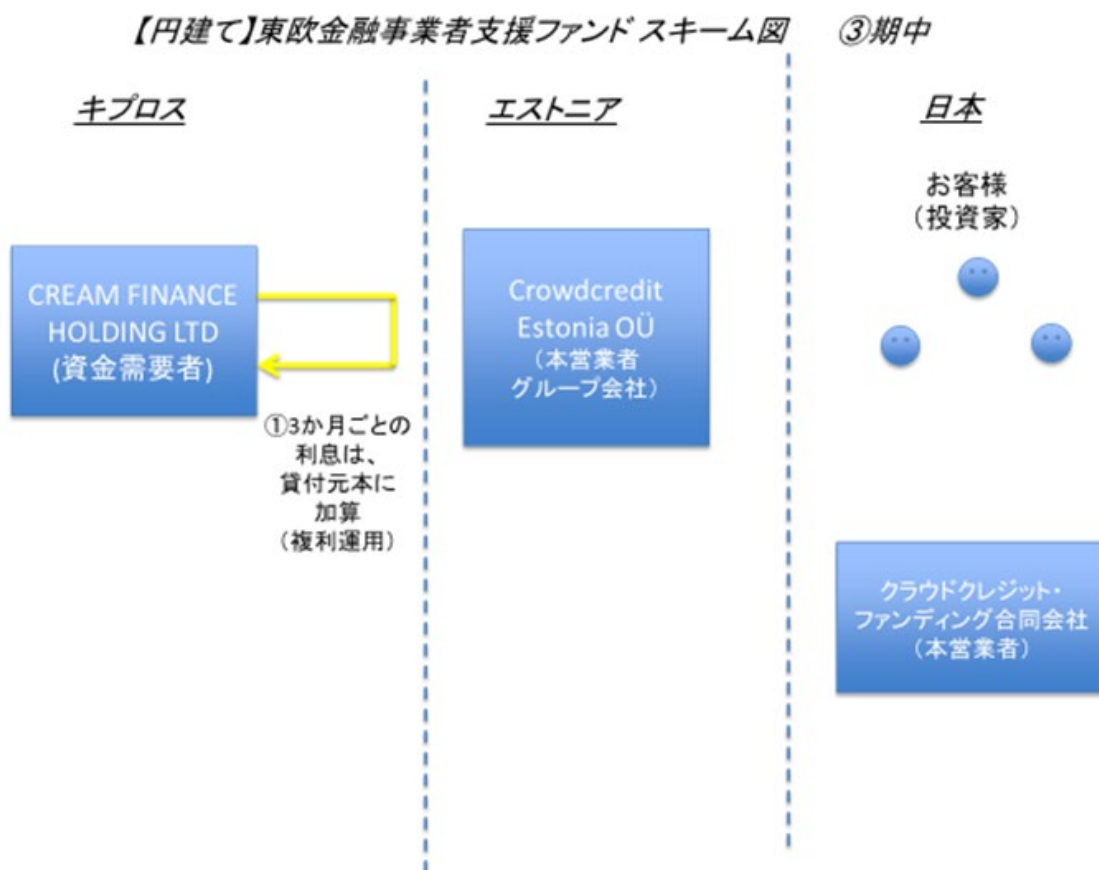 【円建て】東欧金融事業者支援ファンド スキーム図　③期中
キプロス
エストニア
日本
お客様
（投資家）
CREAM FINANCE
HOLDING LTD
(資金需要者)
①3か月ごとの
利息は、
貸付元本に
加算
（複利運用）
Crowdcredit
Estonia OÜ
（本営業者
グループ会社）
クラウドクレジット・
ファンディング合同会社
（本営業者）